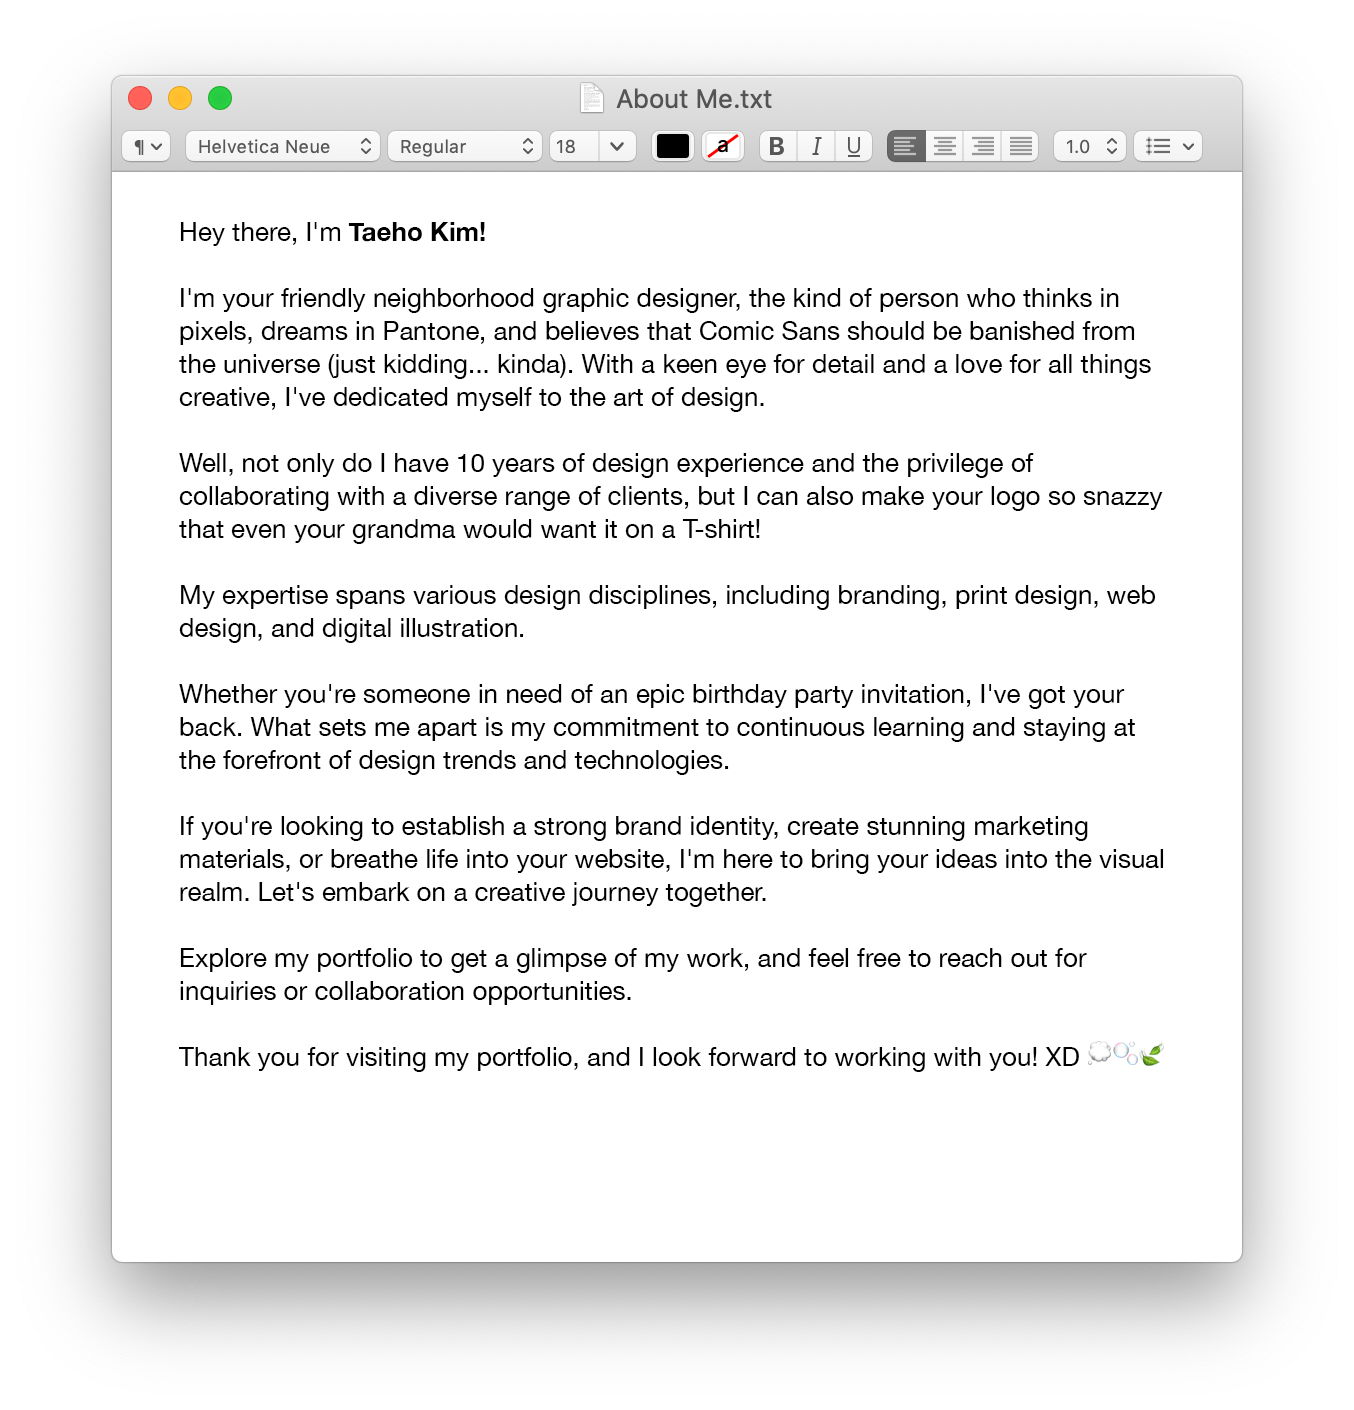 About Me.txt
¶ Helvetica Neue Regular 18 a B I U 1.0
Hey there, I'm Taeho Kim!
I'm your friendly neighborhood graphic designer, the kind of person who thinks in
pixels, dreams in Pantone, and believes that Comic Sans should be banished from
the universe (just kidding... kinda). With a keen eye for detail and a love for all things
creative, I've dedicated myself to the art of design.
Well, not only do I have 10 years of design experience and the privilege of
collaborating with a diverse range of clients, but I can also make your logo so snazzy
that even your grandma would want it on a T-shirt!
My expertise spans various design disciplines, including branding, print design, web
design, and digital illustration.
Whether you're someone in need of an epic birthday party invitation, I've got your
back. What sets me apart is my commitment to continuous learning and staying at
the forefront of design trends and technologies.
If you're looking to establish a strong brand identity, create stunning marketing
materials, or breathe life into your website, I'm here to bring your ideas into the visual
realm. Let's embark on a creative journey together.
Explore my portfolio to get a glimpse of my work, and feel free to reach out for
inquiries or collaboration opportunities.
Thank you for visiting my portfolio, and I look forward to working with you! XD 💭🫧🍃